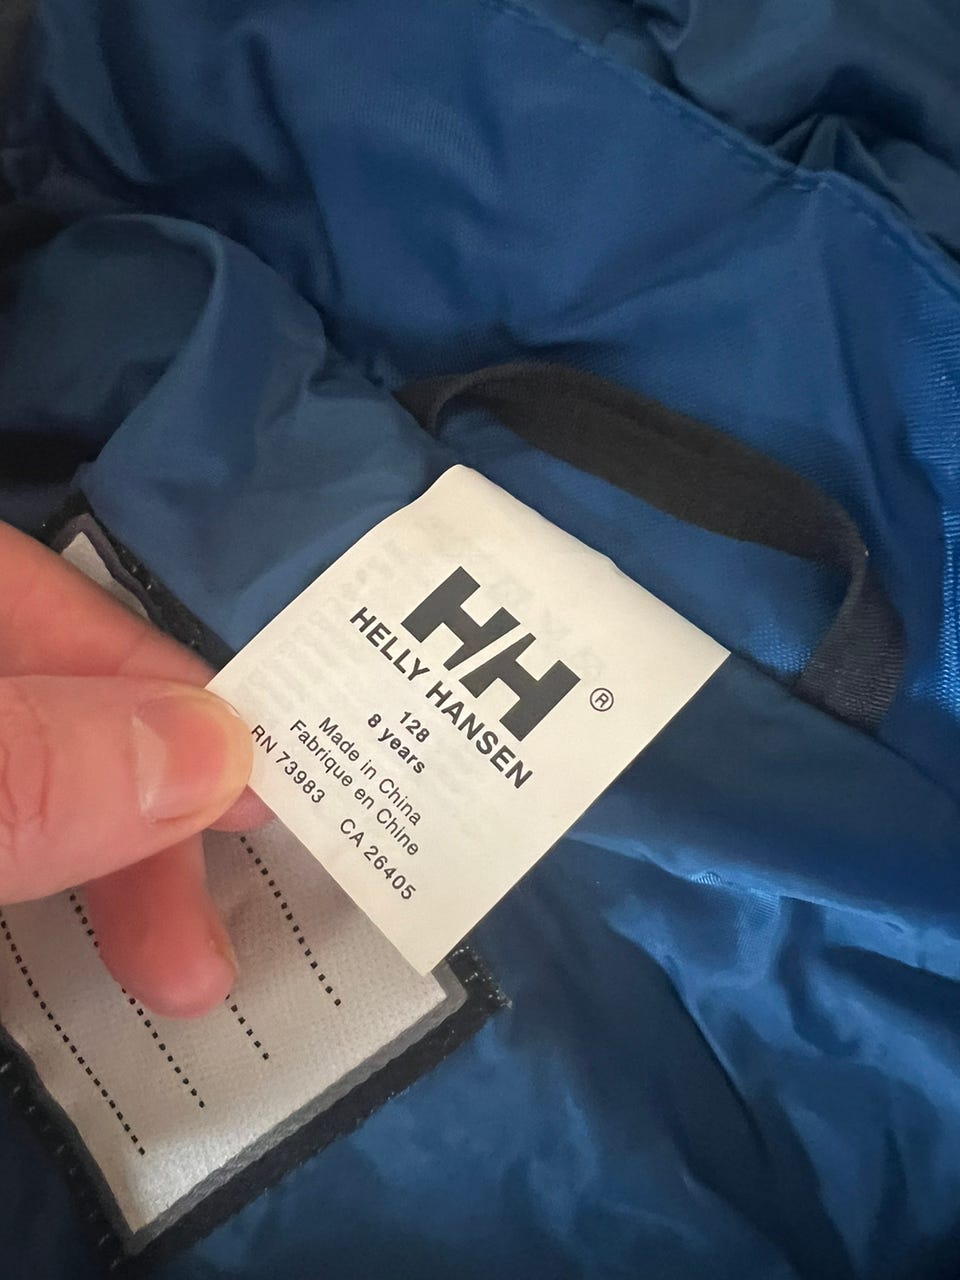 HH®
HELLY HANSEN
128
8 years
Made in China
Fabrique en Chine
RN 73983 CA 26405